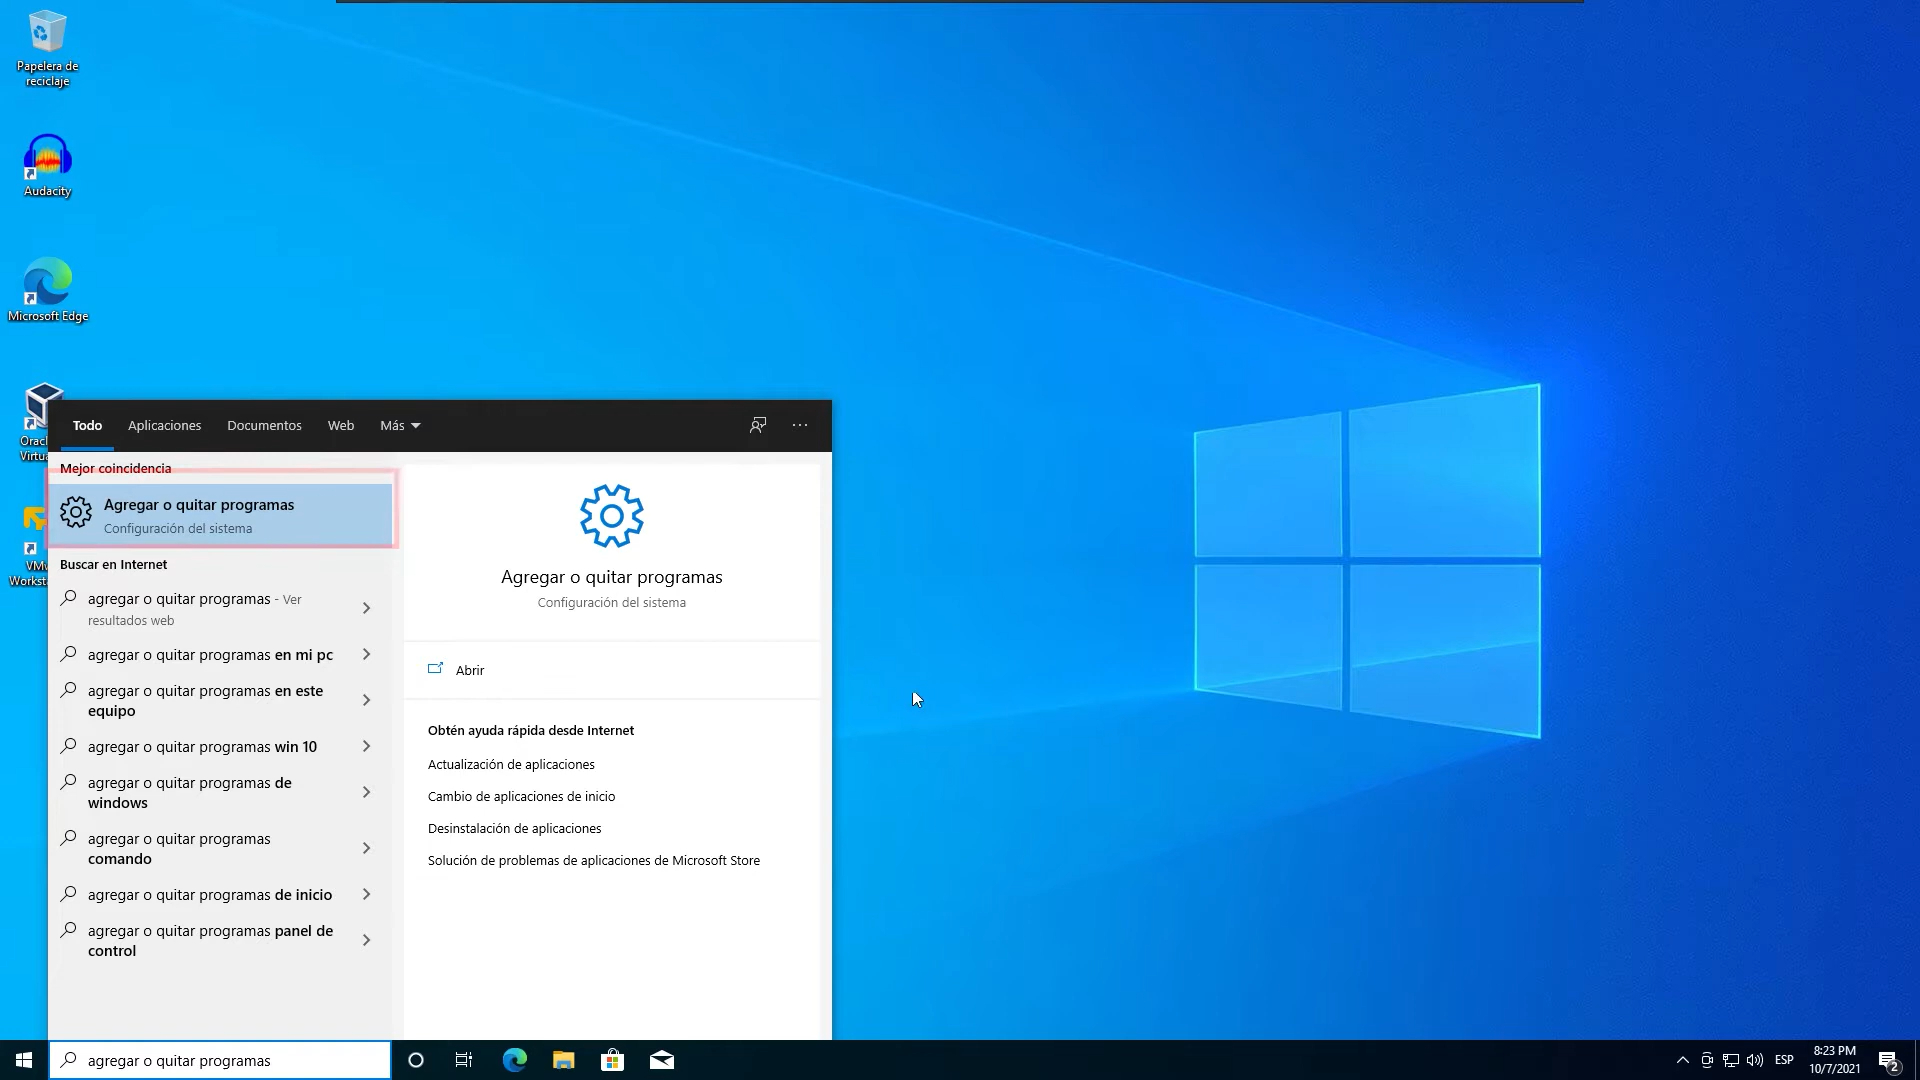 Papelera de
reciclaje
Audacity
Microsoft Edge
Todo Aplicaciones Documentos Web Más
Mejor coincidencia
Agregar o quitar programas
Configuración del sistema
Buscar en Internet
agregar o quitar programas - Ver
resultados web
agregar o quitar programas en mi pc
agregar o quitar programas en este
equipo
agregar o quitar programas win 10
agregar o quitar programas de
windows
agregar o quitar programas
comando
agregar o quitar programas de inicio
agregar o quitar programas panel de
control
Agregar o quitar programas
Configuración del sistema
Abrir
Obtén ayuda rápida desde Internet
Actualización de aplicaciones
Cambio de aplicaciones de inicio
Desinstalación de aplicaciones
Solución de problemas de aplicaciones de Microsoft Store
agregar o quitar programas
ESP
8:23 PM
10/7/2021
2